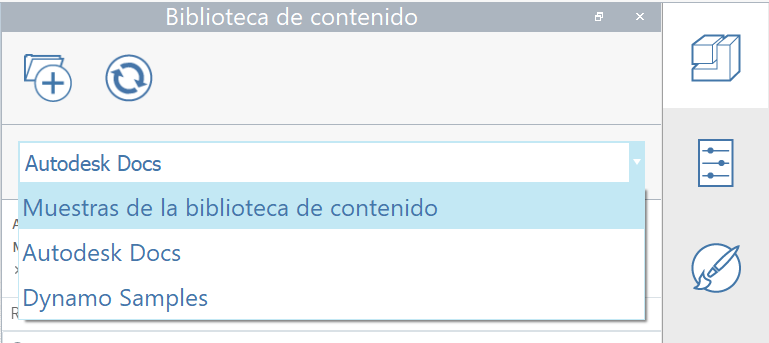 Biblioteca de contenido
Autodesk Docs
Muestras de la biblioteca de contenido
Autodesk Docs
Dynamo Samples